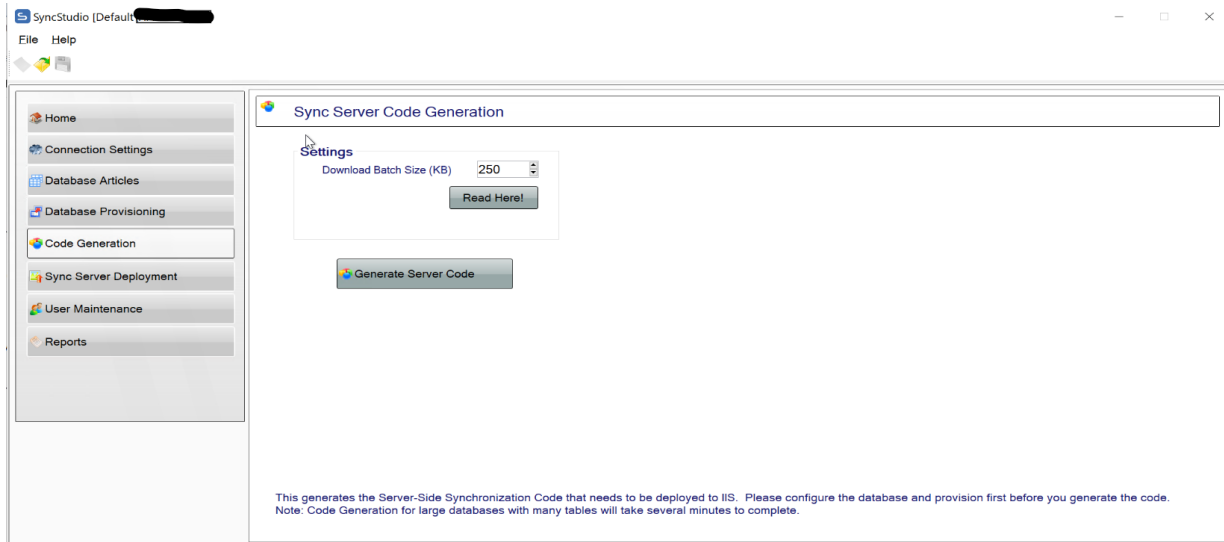 SyncStudio [Default
File Help
Home
Connection Settings
Database Articles
Database Provisioning
Code Generation
Sync Server Deployment
User Maintenance
Reports
Sync Server Code Generation
Settings
Download Batch Size (KB) 250
Read Here!
Generate Server Code
This generates the Server-Side Synchronization Code that needs to be deployed to IIS. Please configure the database and provision first before you generate the code.
Note: Code Generation for large databases with many tables will take several minutes to complete.